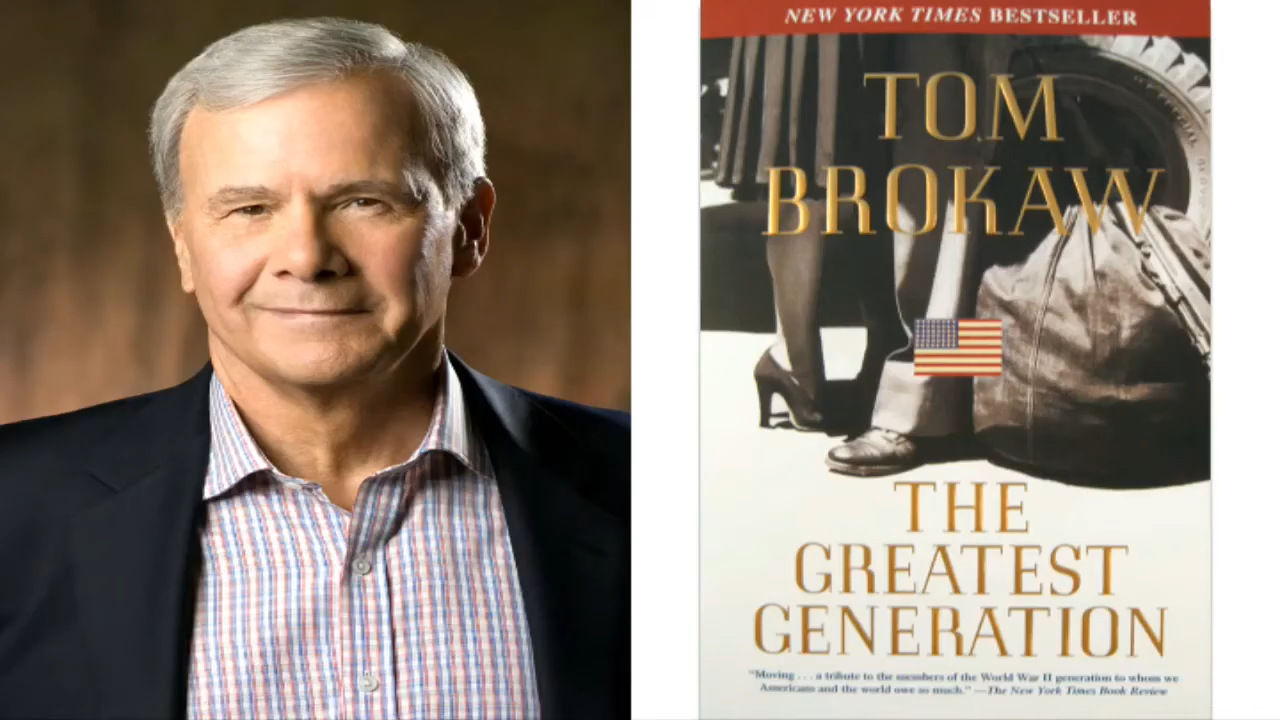 NEW YORK TIMES BESTSELLER
TOM
BROKAW
THE
GREATEST
GENERATION
"Moving . . . a tribute to the members of the World War II generation to whom we
Americans and the world owe so much." —The New York Times Book Review